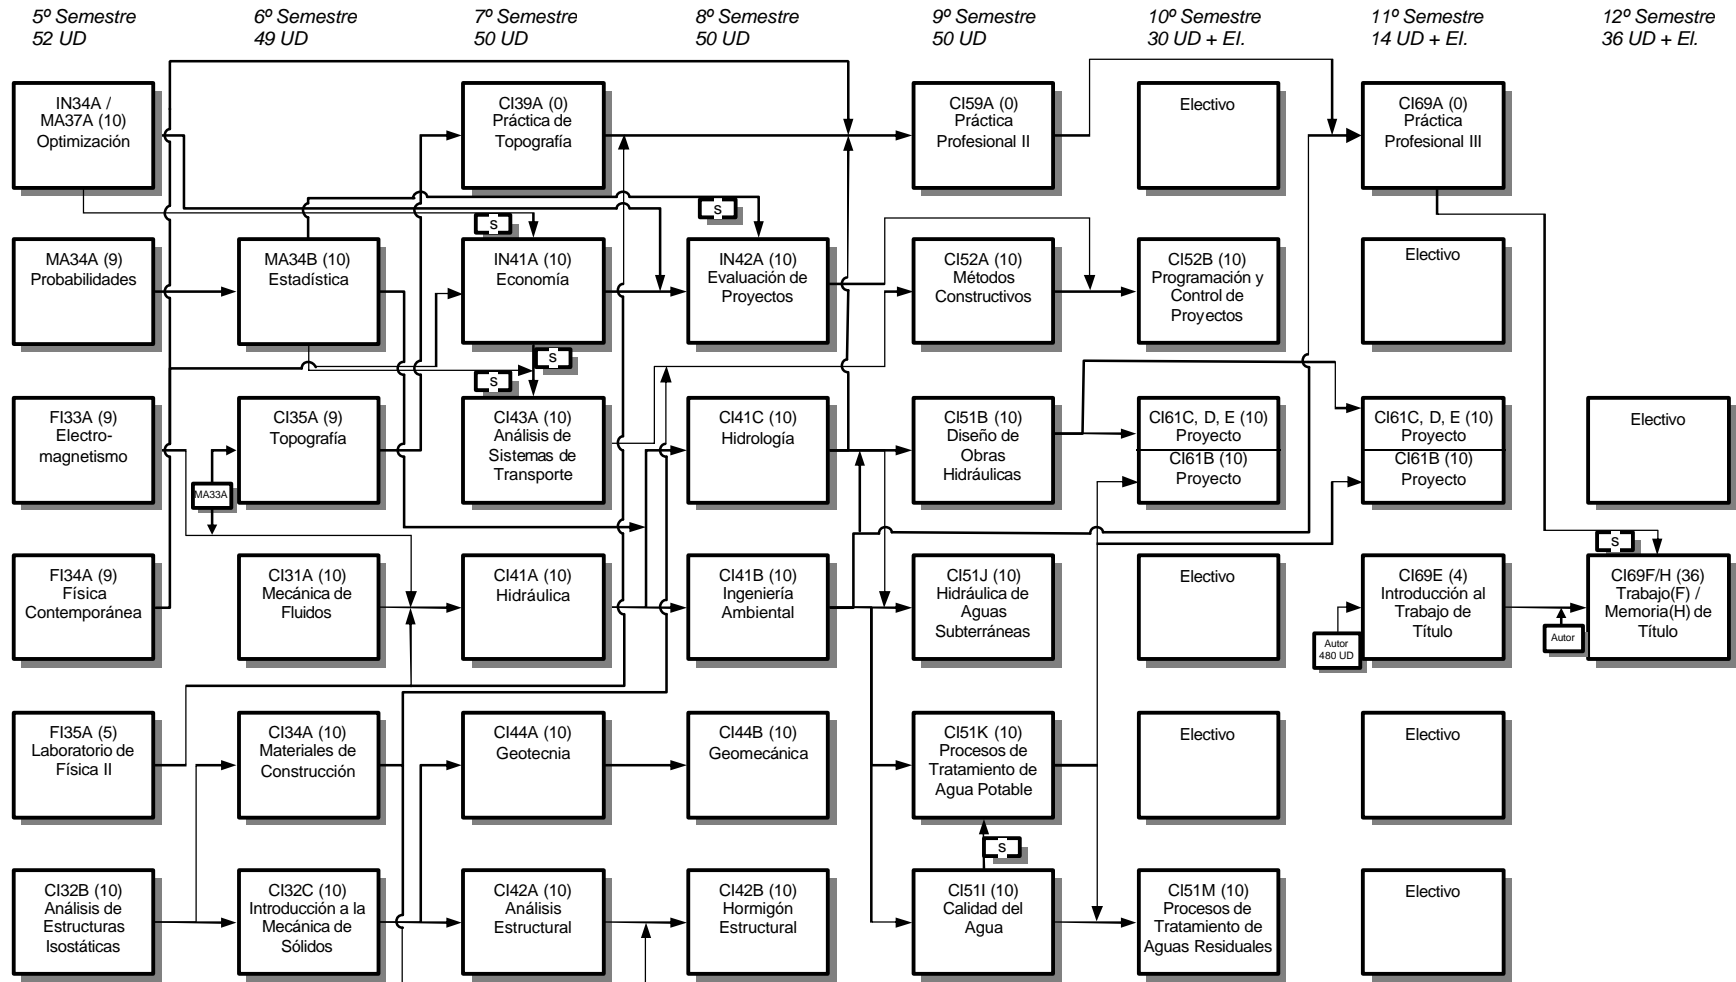 5º Semestre
52 UD
6º Semestre
49 UD
7º Semestre
50 UD
8º Semestre
50 UD
9º Semestre
50 UD
10º Semestre
30 UD + El.
11º Semestre
14 UD + El.
12º Semestre
36 UD + El.
IN34A /
MA37A (10)
Optimización
CI39A (0)
Práctica de
Topografía
CI59A (0)
Práctica
Profesional II
Electivo
CI69A (0)
Práctica
Profesional III
S
S
MA34A (9)
Probabilidades
MA34B (10)
Estadística
IN41A (10)
Economía
IN42A (10)
Evaluación de
Proyectos
CI52A (10)
Métodos
Constructivos
CI52B (10)
Programación y
Control de
Proyectos
Electivo
S
S
FI33A (9)
Electro-
magnetismo
MA33A
CI35A (9)
Topografía
CI43A (10)
Análisis de
Sistemas de
Transporte
CI41C (10)
Hidrología
CI51B (10)
Diseño de
Obras
Hidráulicas
CI61C, D, E (10)
Proyecto
CI61B (10)
Proyecto
CI61C, D, E (10)
Proyecto
CI61B (10)
Proyecto
Electivo
S
FI34A (9)
Física
Contemporánea
CI31A (10)
Mecánica de
Fluidos
CI41A (10)
Hidráulica
CI41B (10)
Ingeniería
Ambiental
CI51J (10)
Hidráulica de
Aguas
Subterráneas
Electivo
Autor
480 UD
CI69E (4)
Introducción al
Trabajo de
Título
Autor
CI69F/H (36)
Trabajo(F) /
Memoria(H) de
Título
FI35A (5)
Laboratorio de
Física II
CI34A (10)
Materiales de
Construcción
CI44A (10)
Geotecnia
CI44B (10)
Geomecánica
CI51K (10)
Procesos de
Tratamiento de
Agua Potable
Electivo
Electivo
S
CI32B (10)
Análisis de
Estructuras
Isostáticas
CI32C (10)
Introducción a la
Mecánica de
Sólidos
CI42A (10)
Análisis
Estructural
CI42B (10)
Hormigón
Estructural
CI51I (10)
Calidad del
Agua
CI51M (10)
Procesos de
Tratamiento de
Aguas Residuales
Electivo